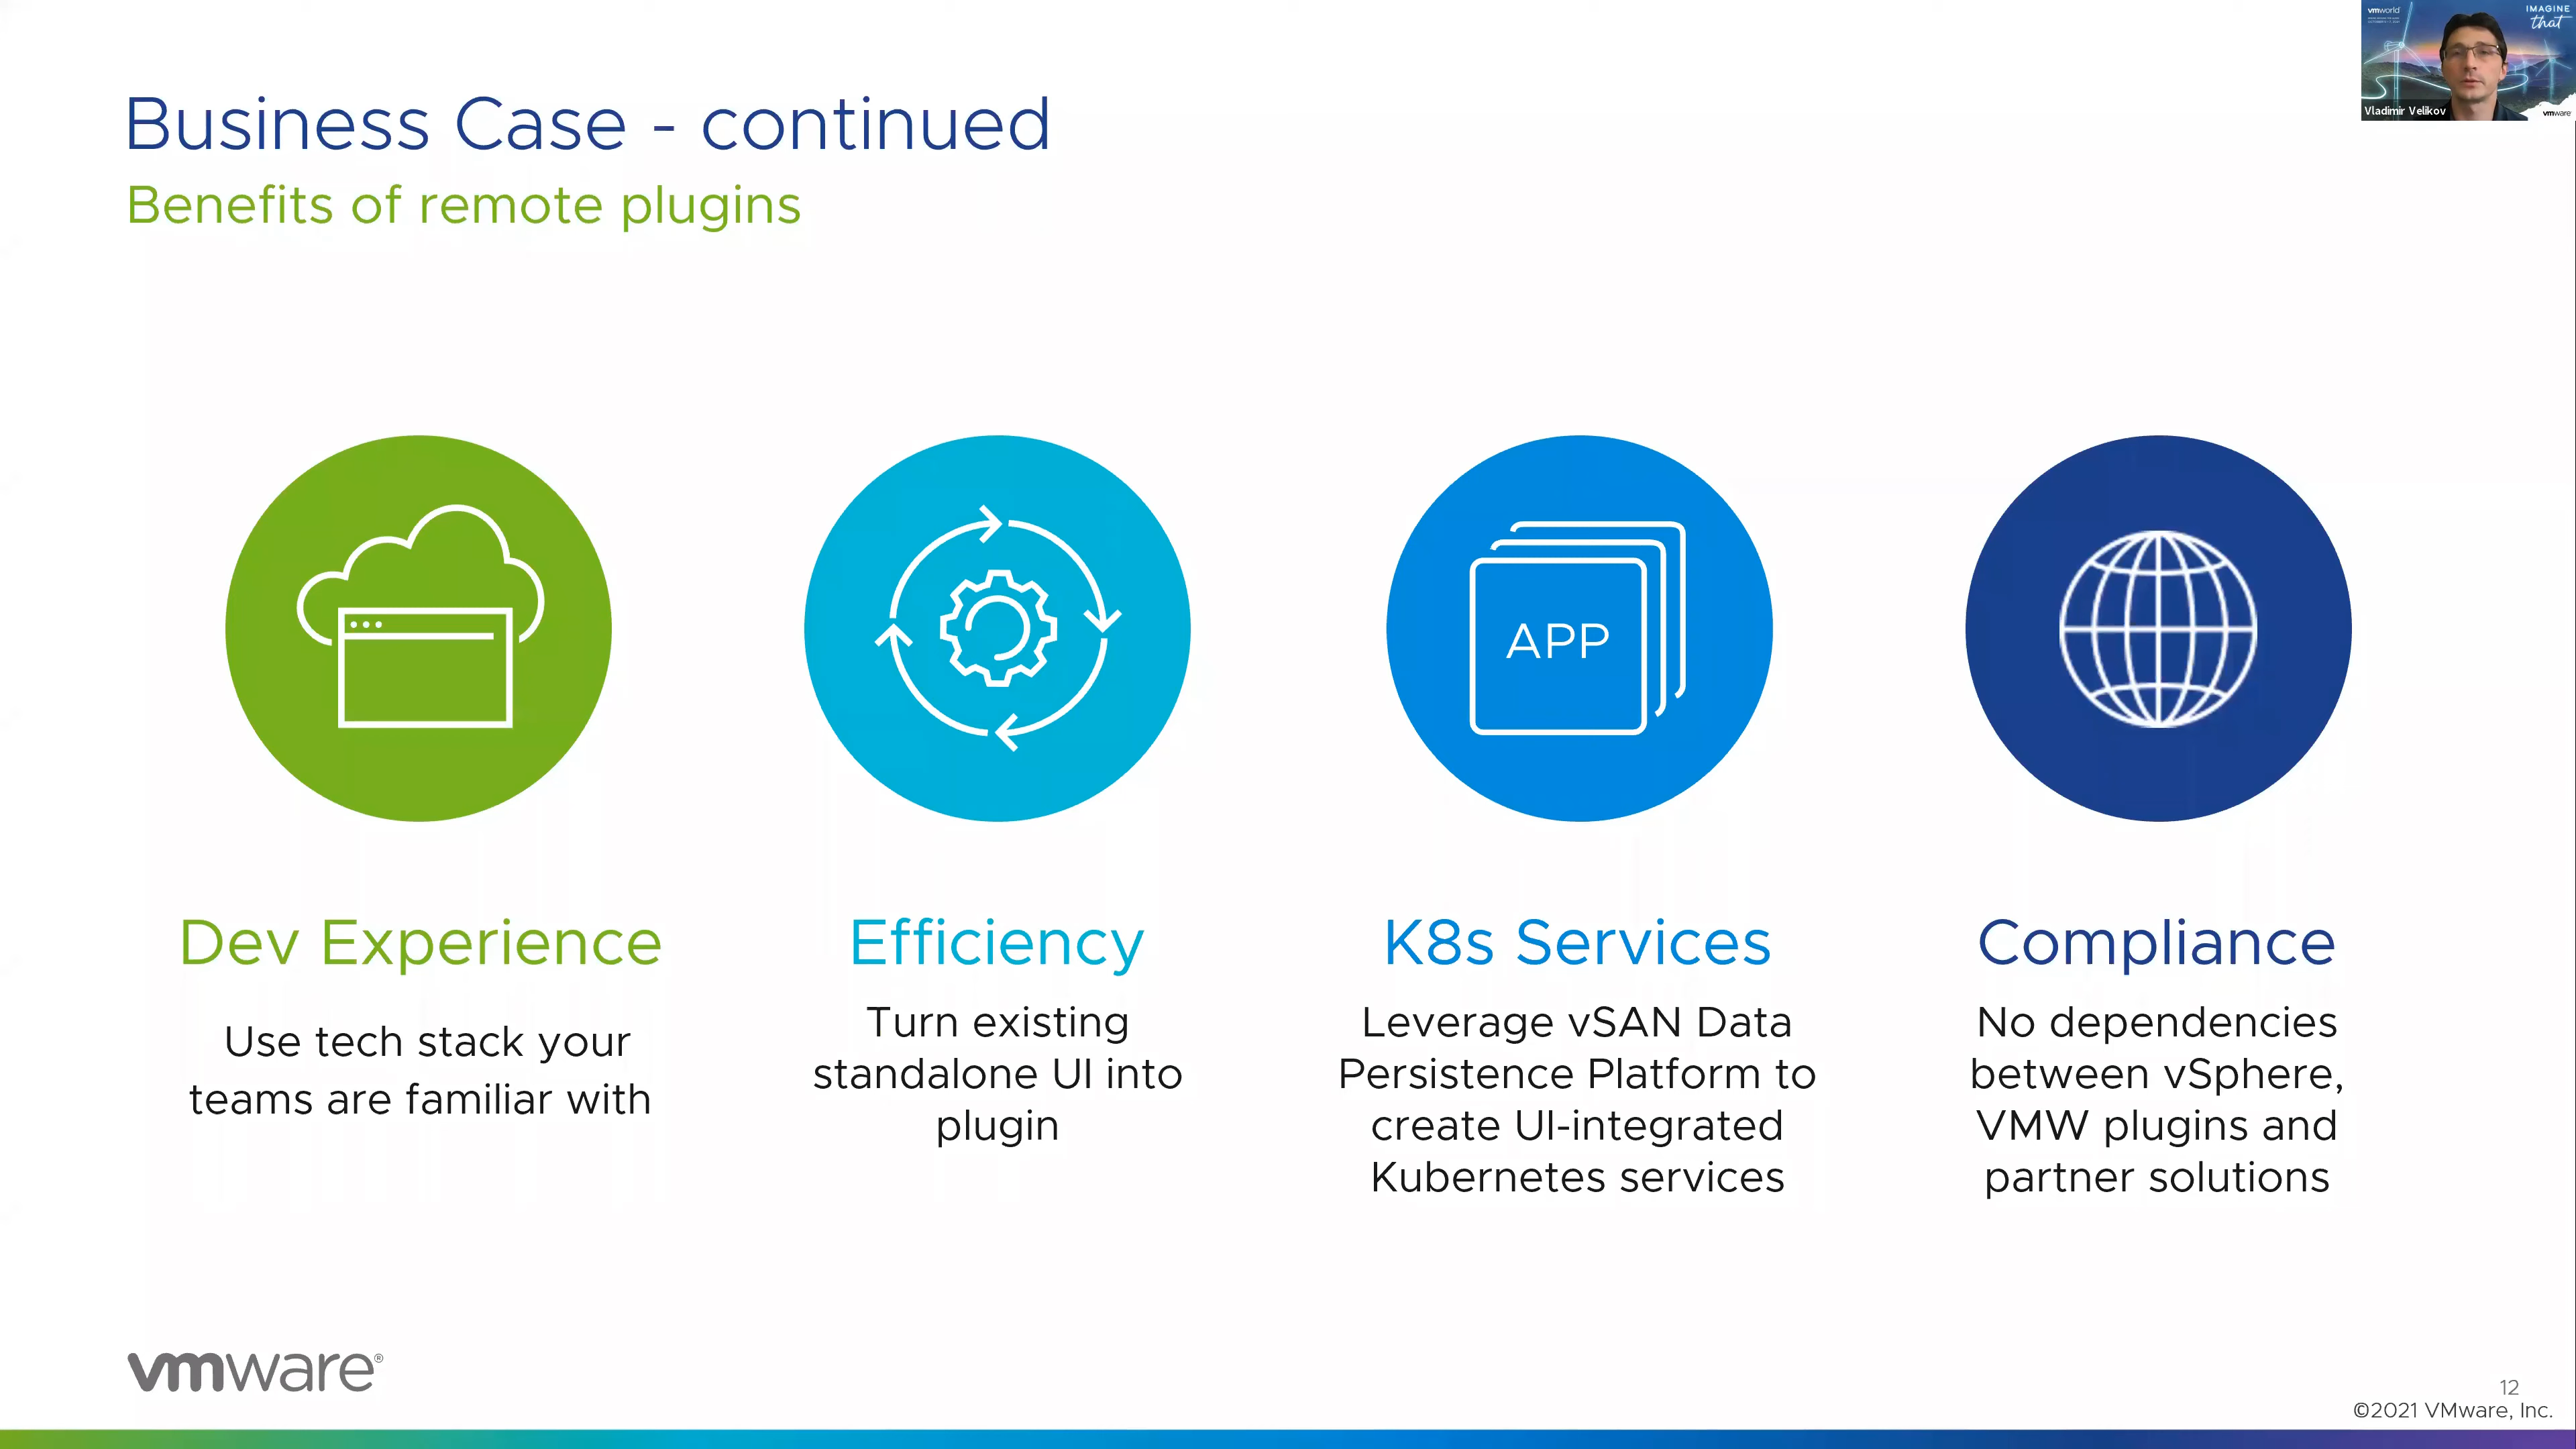 vmworld
IMAGINE
that
Vladimir Velikov
vmware
Business Case - continued
Benefits of remote plugins
APP
Dev Experience
Use tech stack your
teams are familiar with
Efficiency
Turn existing
standalone UI into
plugin
K8s Services
Leverage vSAN Data
Persistence Platform to
create UI-integrated
Kubernetes services
Compliance
No dependencies
between vSphere,
VMW plugins and
partner solutions
vmware®
12
©2021 VMware, Inc.